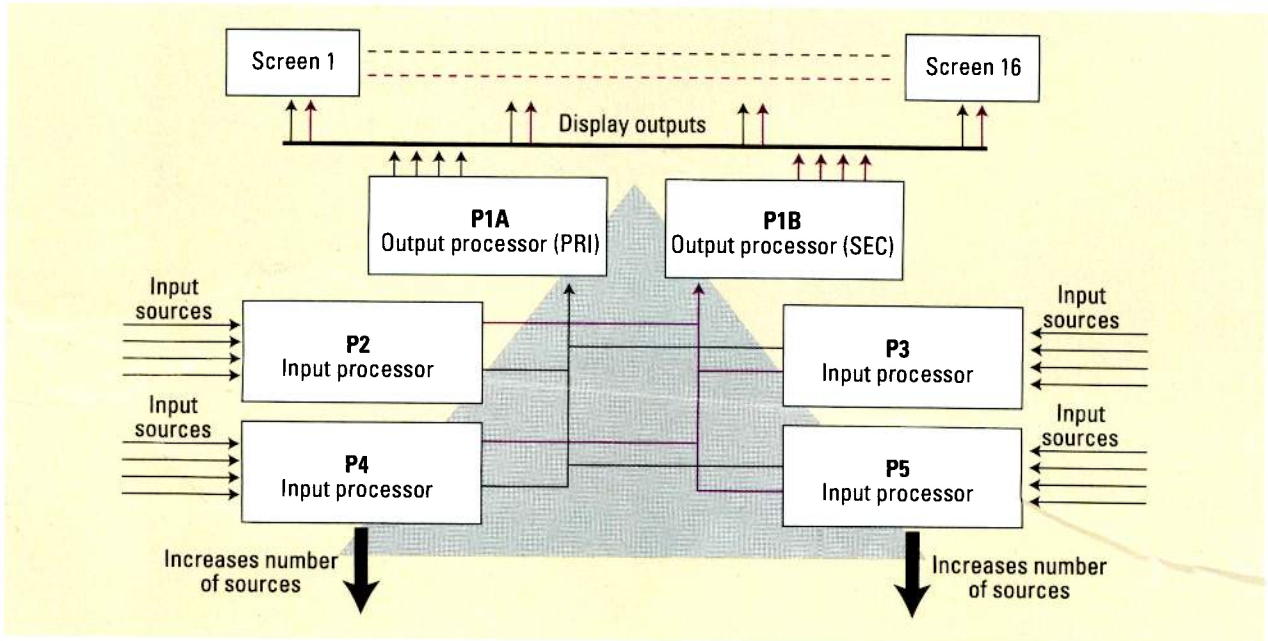 Screen 1
Screen 16
Display outputs
P1A
Output processor (PRI)
P1B
Output processor (SEC)
Input
sources
P2
Input processor
Input
sources
P3
Input processor
Input
sources
P4
Input processor
Input
sources
P5
Input processor
Increases number
of sources
Increases number
of sources